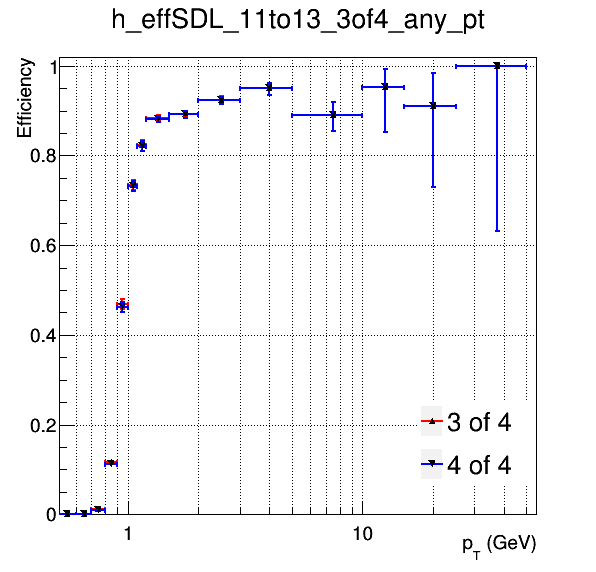 h_effSDL_11to13_3of4_any_pt
Efficiency
1
0.8
0.6
0.4
0.2
0
3 of 4
4 of 4
1
10
p_T (GeV)